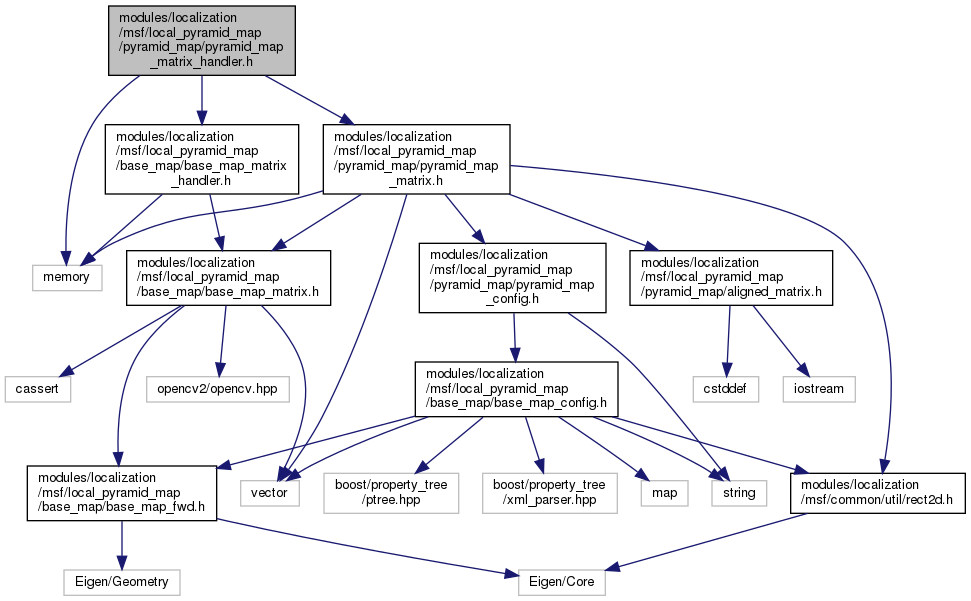 modules/localization
/msf/local_pyramid_map
/pyramid_map/pyramid_map
_matrix_handler.h
modules/localization
/msf/local_pyramid_map
/base_map/base_map_matrix
_handler.h
modules/localization
/msf/local_pyramid_map
/pyramid_map/pyramid_map
_matrix.h
memory
modules/localization
/msf/local_pyramid_map
/base_map/base_map_matrix.h
modules/localization
/msf/local_pyramid_map
/pyramid_map/pyramid_map
_config.h
modules/localization
/msf/local_pyramid_map
/pyramid_map/aligned_matrix.h
cassert
opencv2/opencv.hpp
modules/localization
/msf/local_pyramid_map
/base_map/base_map_config.h
cstddef
iostream
modules/localization
/msf/local_pyramid_map
/base_map/base_map_fwd.h
vector
boost/property_tree
/ptree.hpp
boost/property_tree
/xml_parser.hpp
map
string
modules/localization
/msf/common/util/rect2d.h
Eigen/Geometry
Eigen/Core